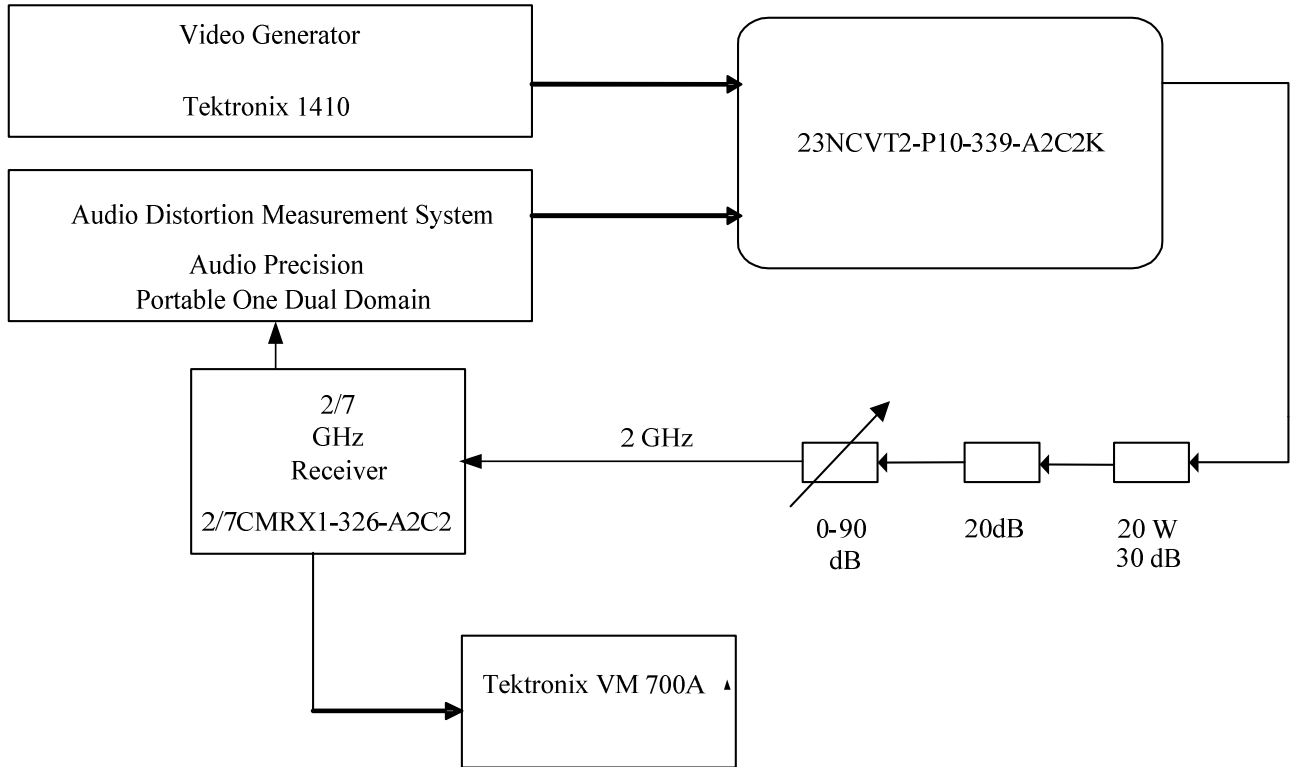 Video Generator
Tektronix 1410
23NCVT2-P10-339-A2C2K
Audio Distortion Measurement System
Audio Precision
Portable One Dual Domain
2/7
GHz
Receiver
2/7CMRX1-326-A2C2
2 GHz
0-90
dB
20dB
20 W
30 dB
Tektronix VM 700A